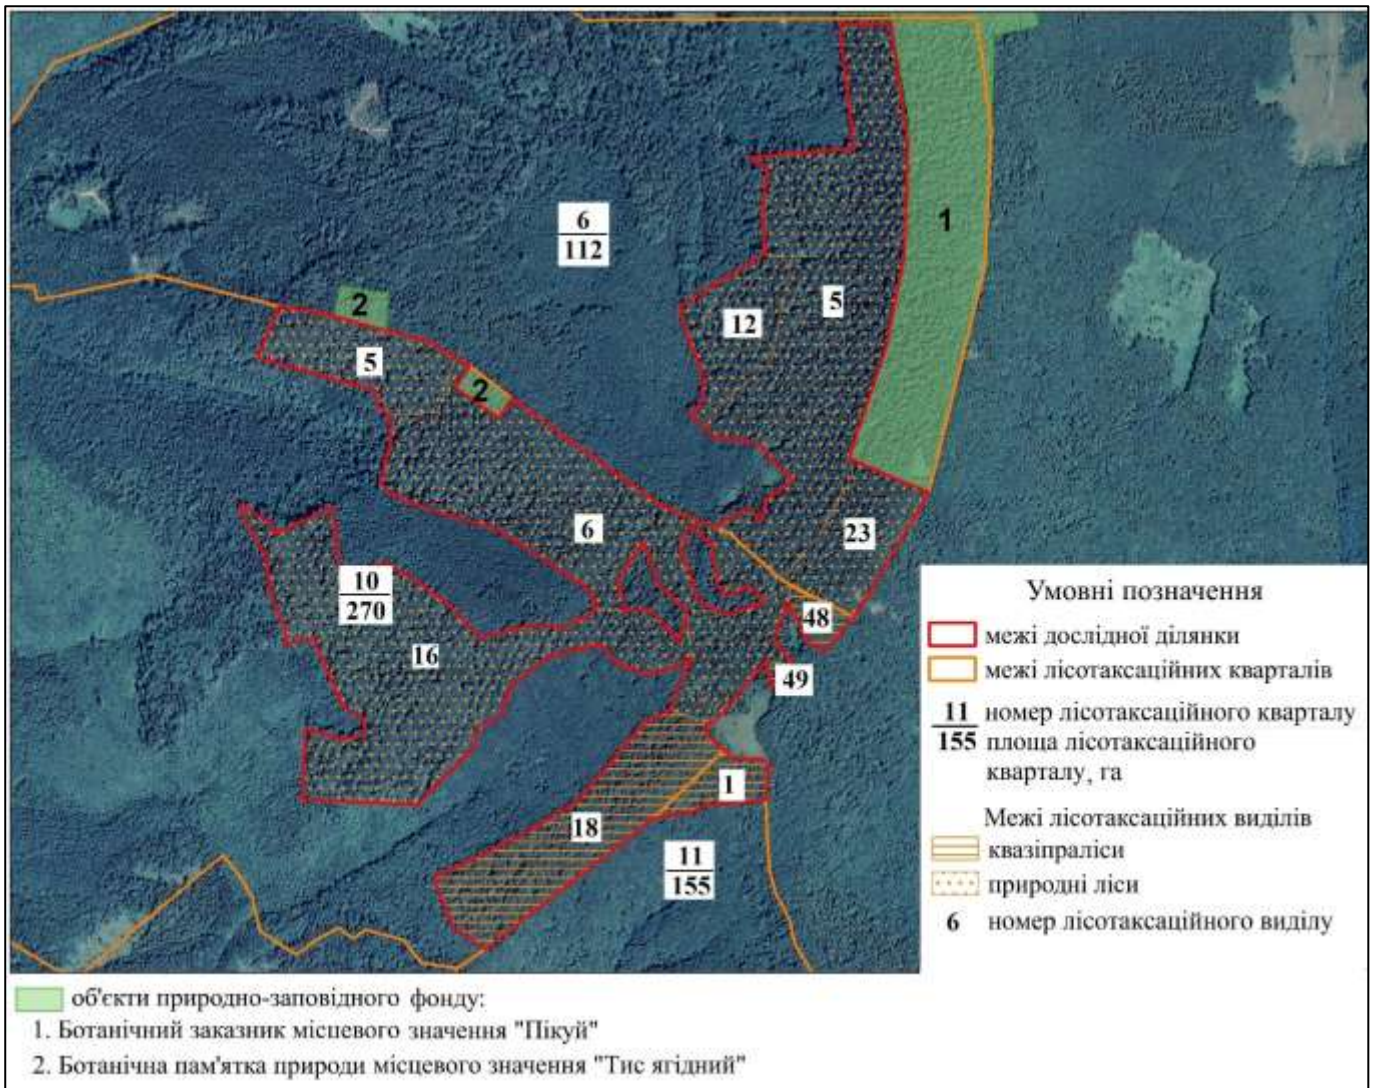 1
6
112
2
12
5
5
2
6
23
10
270
48
16
49
1
18
11
155
Умовні позначення
межі дослідної ділянки
межі лісотаксаційних кварталів
11 номер лісотаксаційного кварталу
155 площа лісотаксаційного
кварталу, га
Межі лісотаксаційних виділів
квазіпраліси
природні ліси
6 номер лісотаксаційного виділу
об'єкти природно-заповідного фонду:
1. Ботанічний заказник місцевого значення "Пікуй"
2. Ботанічна пам'ятка природи місцевого значення "Тис ягідний"